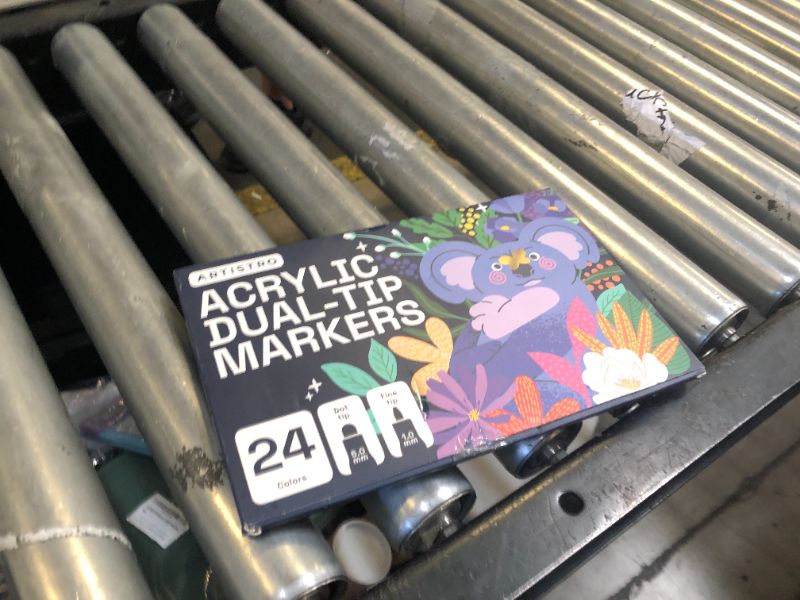 ARTISTRO
ACRYLIC
DUAL-TIP
MARKERS
24
Colors
Dot
tip
5.0
mm
Fine
tip
1.0
mm